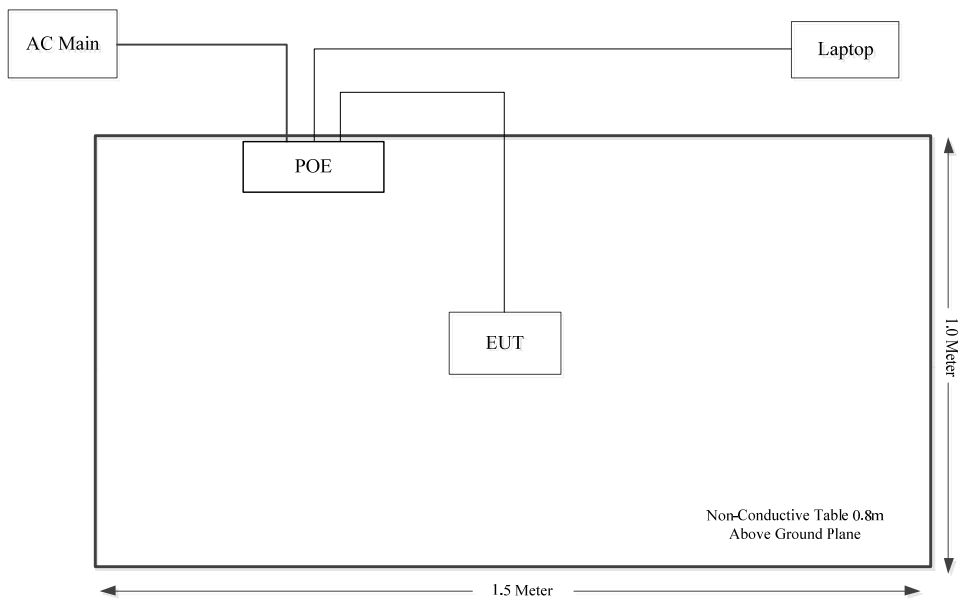 AC Main
Laptop
POE
EUT
1.0 Meter
Non-Conductive Table 0.8m
Above Ground Plane
1.5 Meter